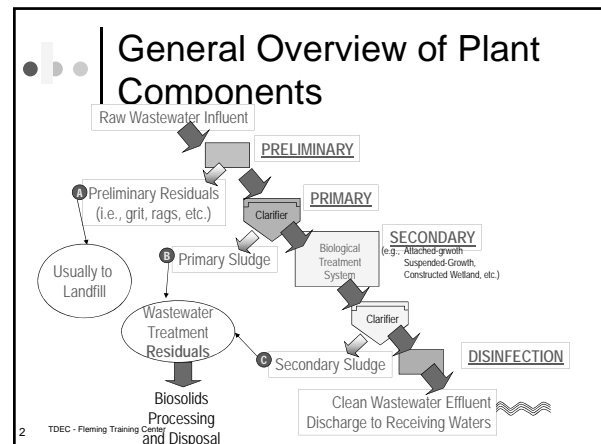 General Overview of Plant
Components
Raw Wastewater Influent
PRELIMINARY
A Preliminary Residuals
(i.e., grit, rags, etc.)
PRIMARY
Clarifier
SECONDARY
(e.g., Attached-grwoth
Suspended-Growth,
Constructed Wetland, etc.)
Biological
Treatment
System
B Primary Sludge
Usually to
Landfill
Wastewater
Treatment
Residuals
Clarifier
C Secondary Sludge
DISINFECTION
Biosolids
Processing
and Disposal
Clean Wastewater Effluent
Discharge to Receiving Waters
2 TDEC - Fleming Training Center